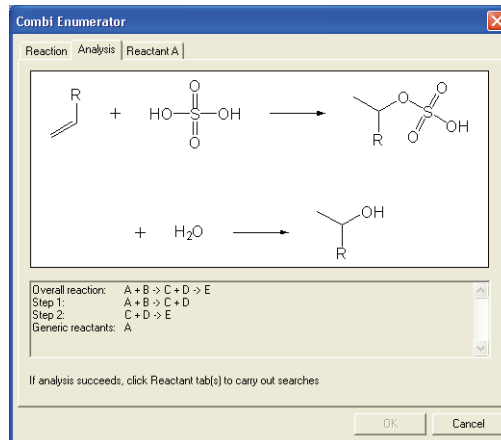 Combi Enumerator
Reaction Analysis Reactant A
R
+
HO-S-OH
O
O
O
O
S
O
OH
R
+ H₂O
OH
R
Overall reaction: A + B -> C + D -> E
Step 1: A + B -> C + D
Step 2: C + D -> E
Generic reactants: A
If analysis succeeds, click Reactant tab(s) to carry out searches
OK Cancel